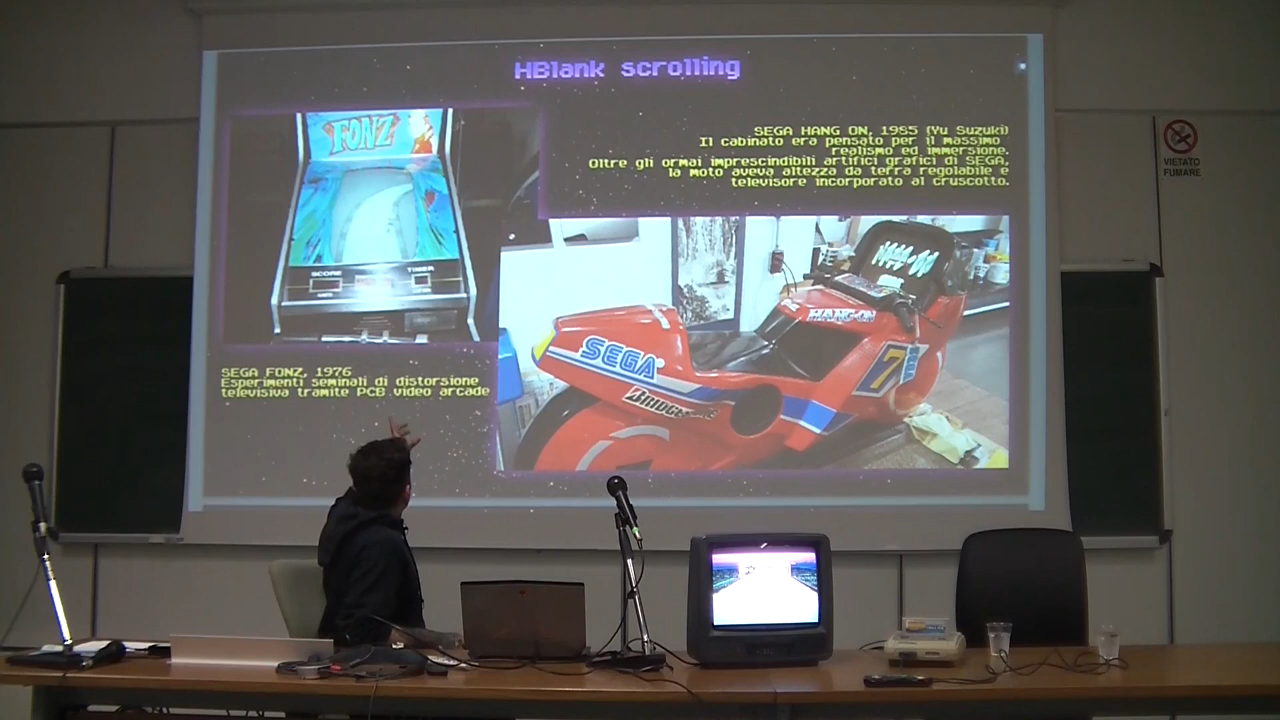 HBlank scrolling
FONZ
SCORE
TIMER
SEGA HANG ON, 1985 (Yu Suzuki)
Il cabinato era pensato per il massimo
realismo ed immersione.
Oltre gli ormai imprescindibili artifici grafici di SEGA,
la moto aveva altezza da terra regolabile e
televisore incorporato al cruscotto.
VIETATO
FUMARE
HANG-ON
HANG-ON
SEGA
7
SEGA FONZ, 1976
Esperimenti seminali di distorsione
televisiva tramite PCB video arcade